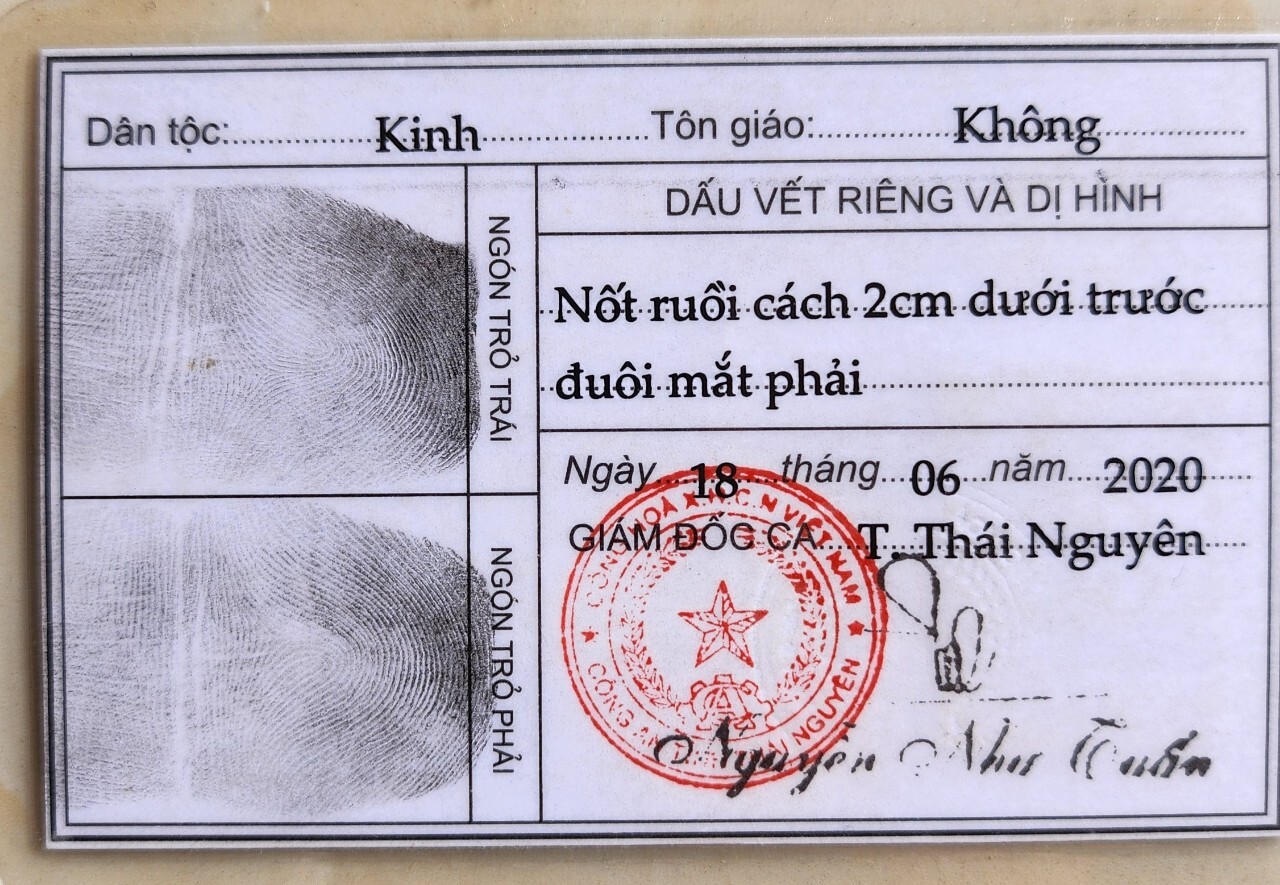 Dân tộc: Kinh Tôn giáo: Không
DẤU VẾT RIÊNG VÀ DỊ HÌNH
Nốt ruồi cách 2cm dưới trước
đuôi mắt phải
NGÓN TRỎ TRÁI
NGÓN TRỎ PHẢI
Ngày 18 tháng 06 năm 2020
GIÁM ĐỐC CA T. Thái Nguyên
Nguyễn Như Tuấn